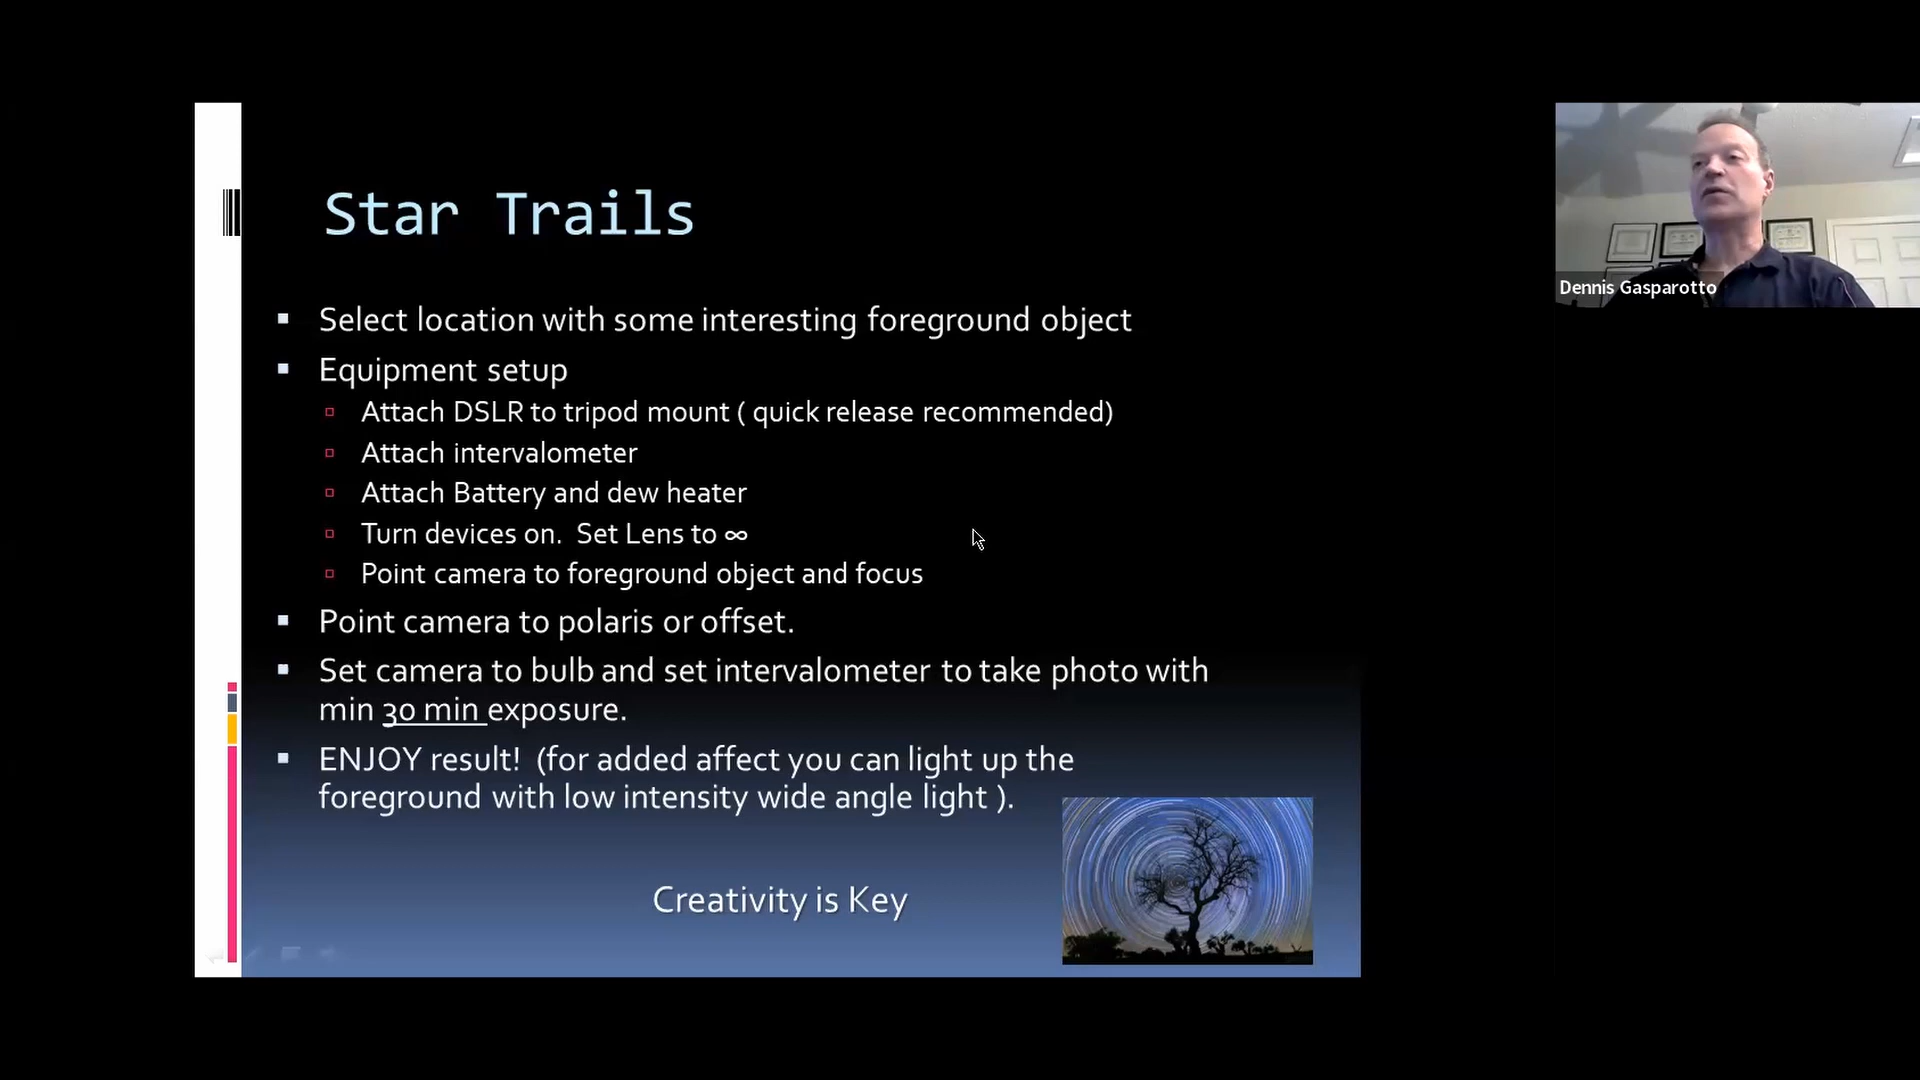 Star Trails
Select location with some interesting foreground object
Equipment setup
Attach DSLR to tripod mount ( quick release recommended)
Attach intervalometer
Attach Battery and dew heater
Turn devices on. Set Lens to ∞
Point camera to foreground object and focus
Point camera to polaris or offset.
Set camera to bulb and set intervalometer to take photo with
min 30 min exposure.
ENJOY result! (for added affect you can light up the
foreground with low intensity wide angle light ).
Creativity is Key
Dennis Gasparotto